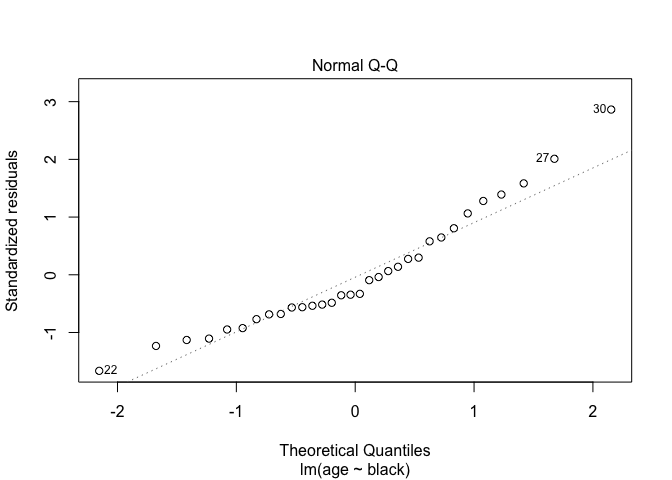 Normal Q-Q
Standardized residuals
3
2
1
0
-1
30
27
22
-2 -1 0 1 2
Theoretical Quantiles
lm(age ~ black)